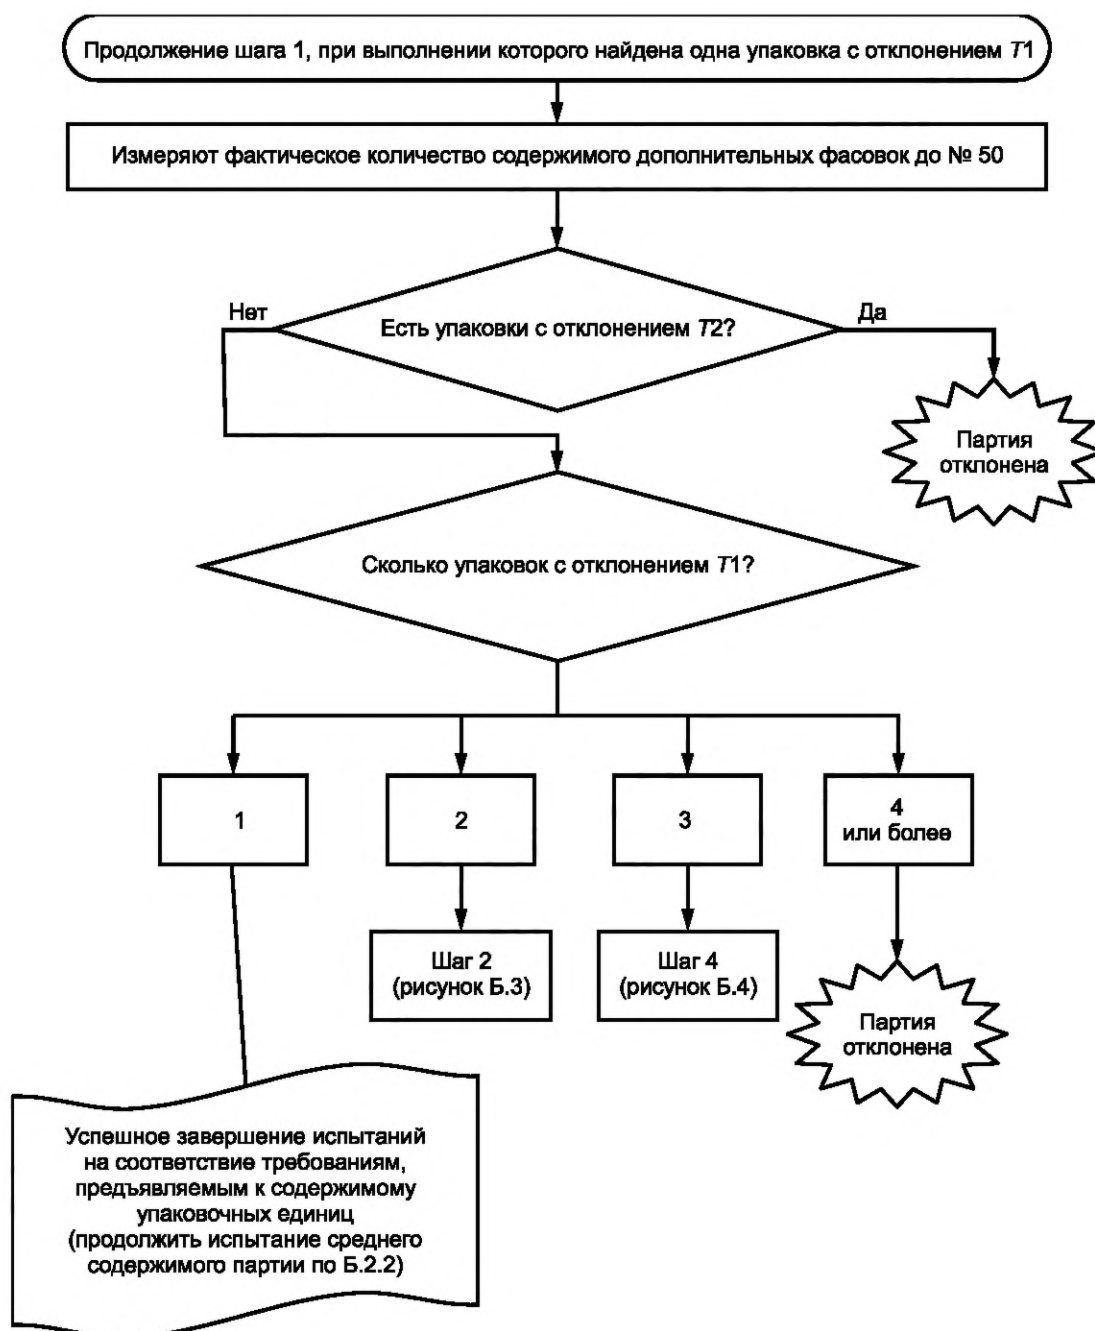 Продолжение шага 1, при выполнении которого найдена одна упаковка с отклонением T1
Измеряют фактическое количество содержимого дополнительных фасовок до № 50
Нет
Да
Есть упаковки с отклонением T2?
Партия
отклонена
Сколько упаковок с отклонением T1?
1
2
3
4
или более
Шаг 2
(рисунок Б.3)
Шаг 4
(рисунок Б.4)
Партия
отклонена
Успешное завершение испытаний
на соответствие требованиям,
предъявляемым к содержимому
упаковочных единиц
(продолжить испытание среднего
содержимого партии по Б.2.2)